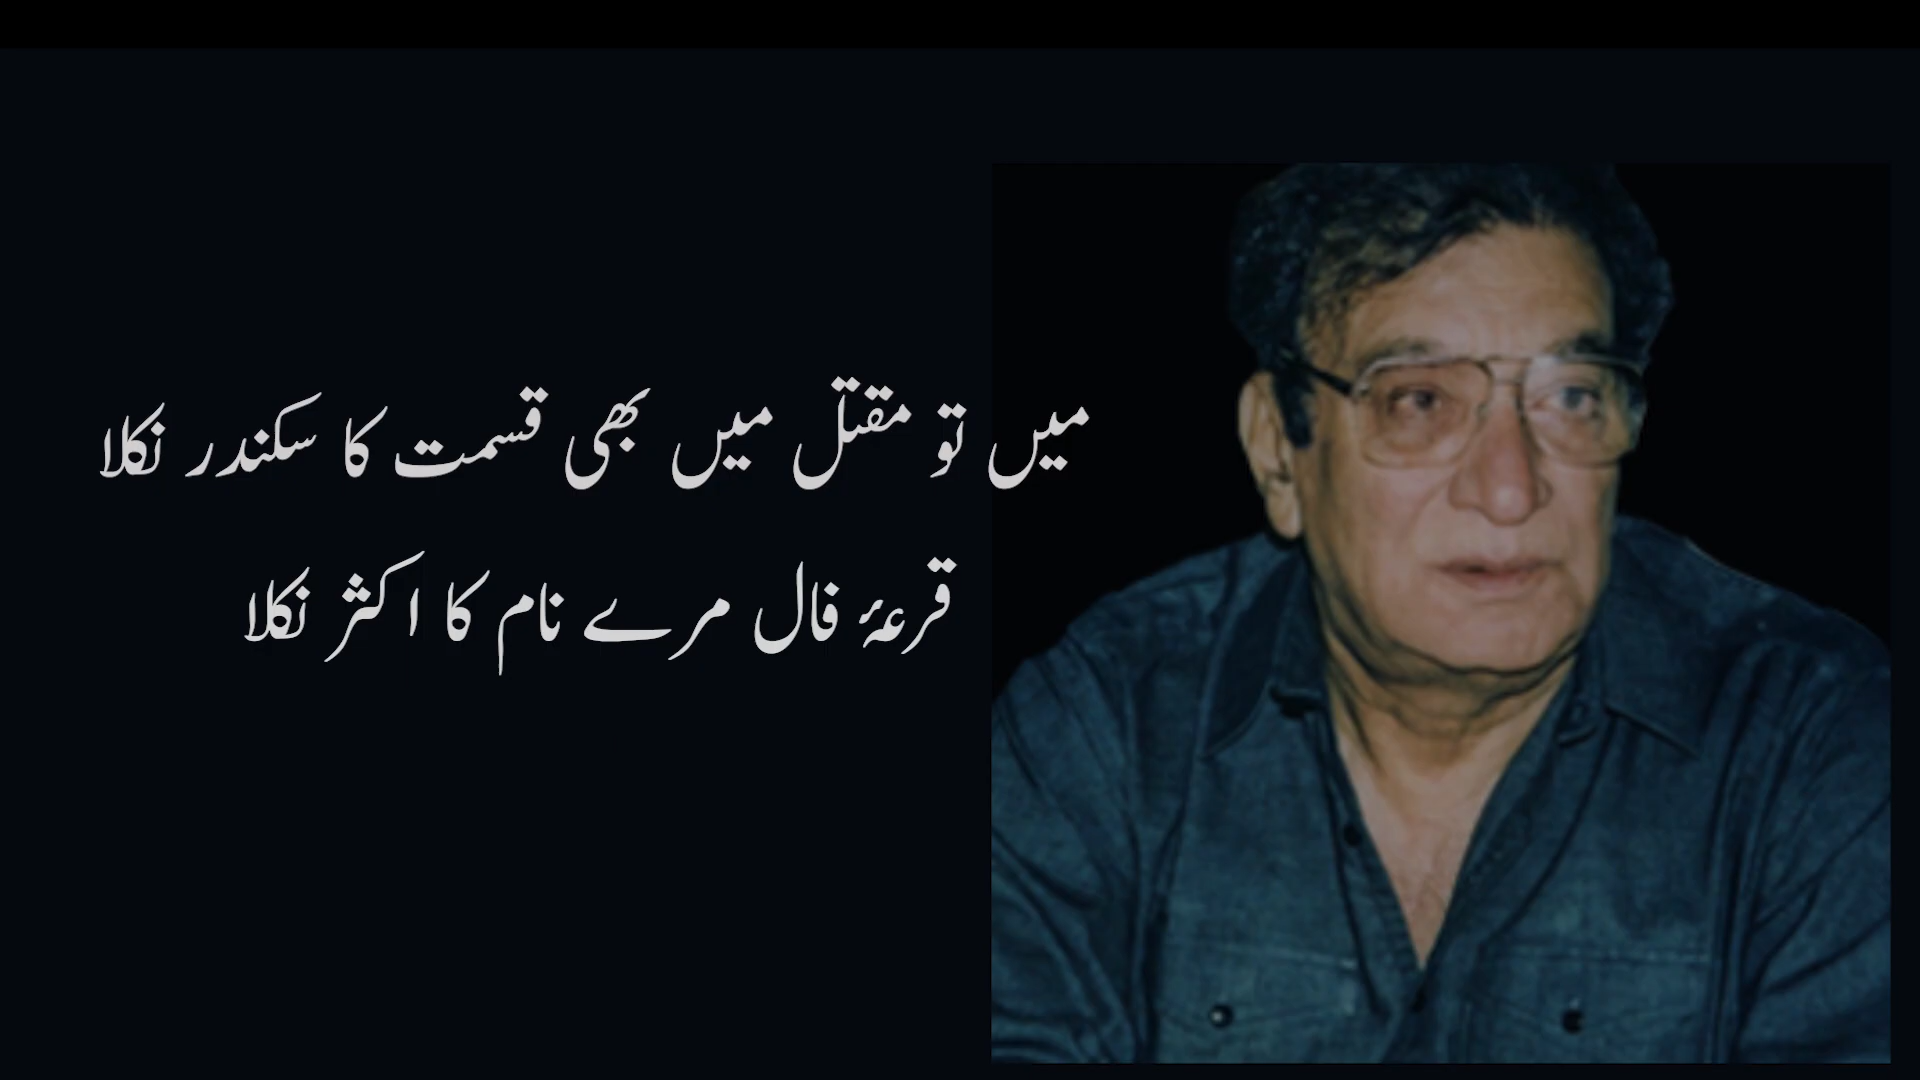 میں تو مقتل میں بھی قسمت کا سکندر نکلا
قرعۂ فال مرے نام کا اکثر نکلا